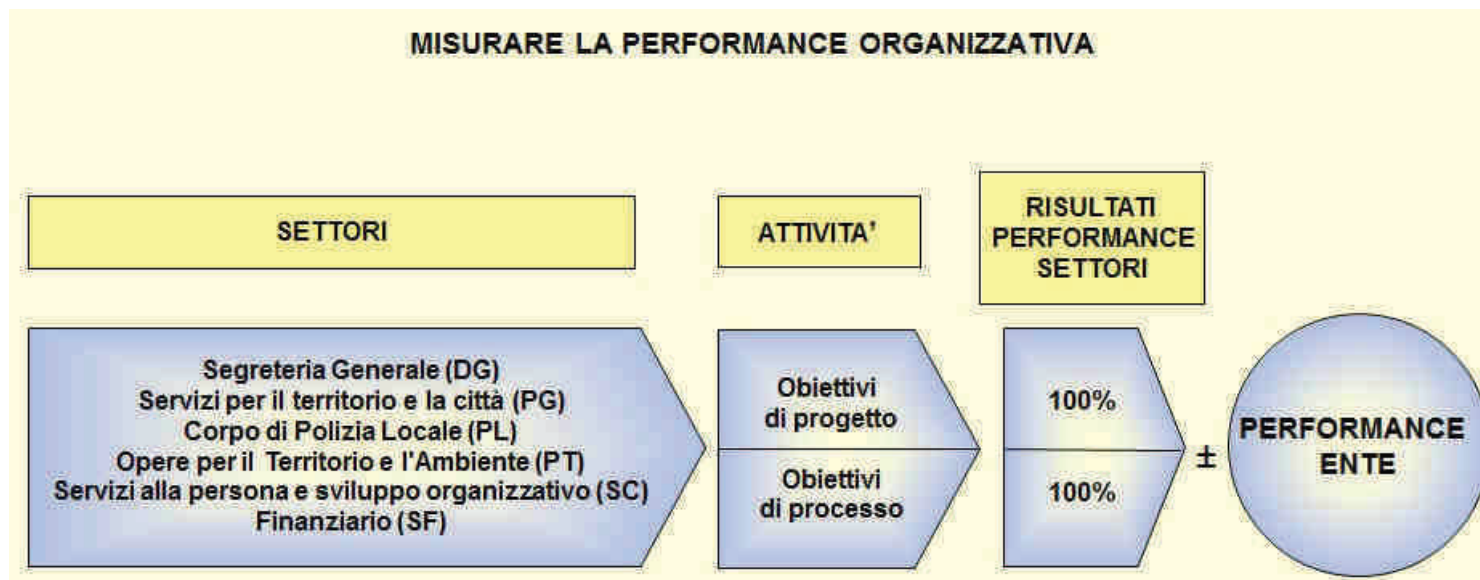 MISURARE LA PERFORMANCE ORGANIZZATIVA
SETTORI
ATTIVITA'
RISULTATI
PERFORMANCE
SETTORI
Segreteria Generale (DG)
Servizi per il territorio e la città (PG)
Corpo di Polizia Locale (PL)
Opere per il Territorio e l'Ambiente (PT)
Servizi alla persona e sviluppo organizzativo (SC)
Finanziario (SF)
Obiettivi
di progetto
Obiettivi
di processo
100%
100%
±
PERFORMANCE
ENTE